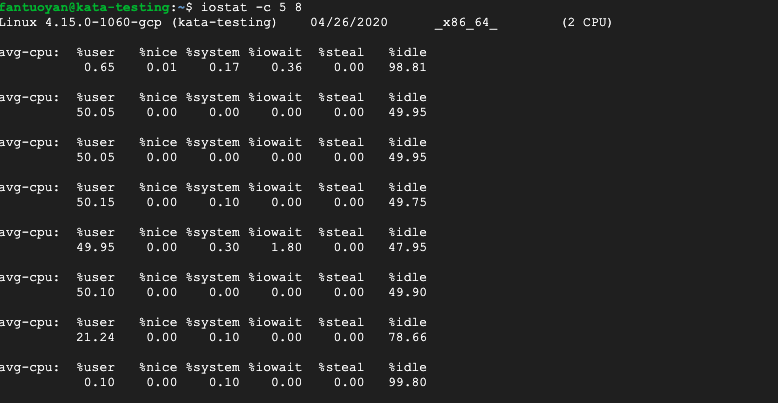 fantuoyan@kata-testing:~$ iostat -c 5 8
Linux 4.15.0-1060-gcp (kata-testing) 04/26/2020 _x86_64_ (2 CPU)
avg-cpu: %user %nice %system %iowait %steal %idle
0.65 0.01 0.17 0.36 0.00 98.81
avg-cpu: %user %nice %system %iowait %steal %idle
50.05 0.00 0.00 0.00 0.00 49.95
avg-cpu: %user %nice %system %iowait %steal %idle
50.05 0.00 0.00 0.00 0.00 49.95
avg-cpu: %user %nice %system %iowait %steal %idle
50.15 0.00 0.10 0.00 0.00 49.75
avg-cpu: %user %nice %system %iowait %steal %idle
49.95 0.00 0.30 1.80 0.00 47.95
avg-cpu: %user %nice %system %iowait %steal %idle
50.10 0.00 0.00 0.00 0.00 49.90
avg-cpu: %user %nice %system %iowait %steal %idle
21.24 0.00 0.10 0.00 0.00 78.66
avg-cpu: %user %nice %system %iowait %steal %idle
0.10 0.00 0.10 0.00 0.00 99.80